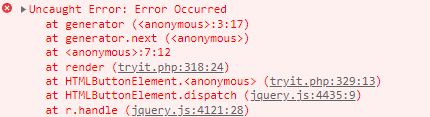 Uncaught Error: Error Occurred
at generator (<anonymous>:3:17)
at generator.next (<anonymous>)
at <anonymous>:7:12
at render (tryit.php:318:24)
at HTMLButtonElement.<anonymous> (tryit.php:329:13)
at HTMLButtonElement.dispatch (jquery.js:4435:9)
at r.handle (jquery.js:4121:28)